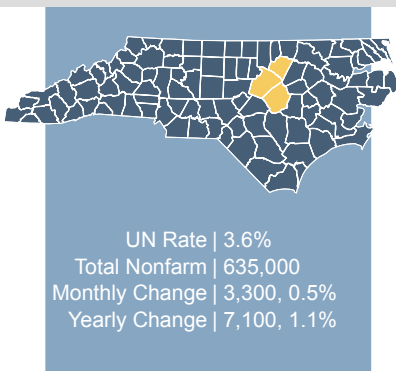 UN Rate | 3.6%
Total Nonfarm | 635,000
Monthly Change | 3,300, 0.5%
Yearly Change | 7,100, 1.1%